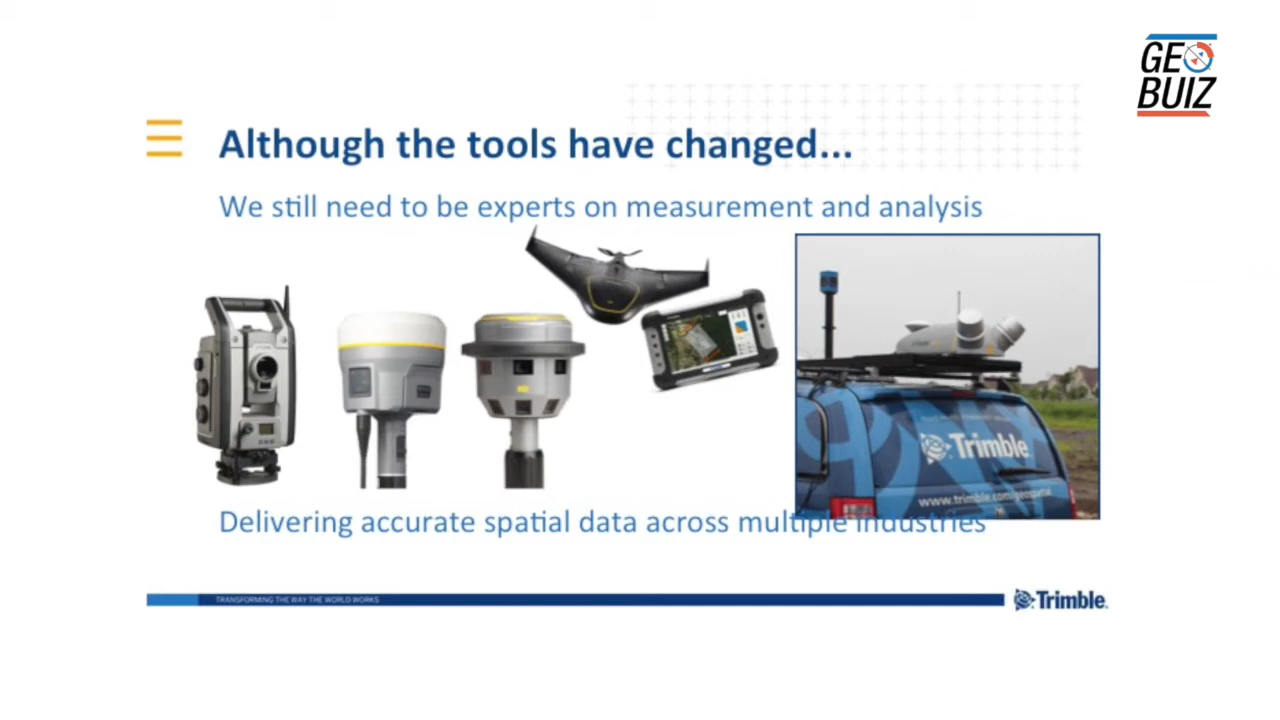 GEO
BUIZ
Although the tools have changed...
We still need to be experts on measurement and analysis
Trimble
www.trimble.com/geospatial
Delivering accurate spatial data across multiple industries
TRANSFORMING THE WAY THE WORLD WORKS
Trimble